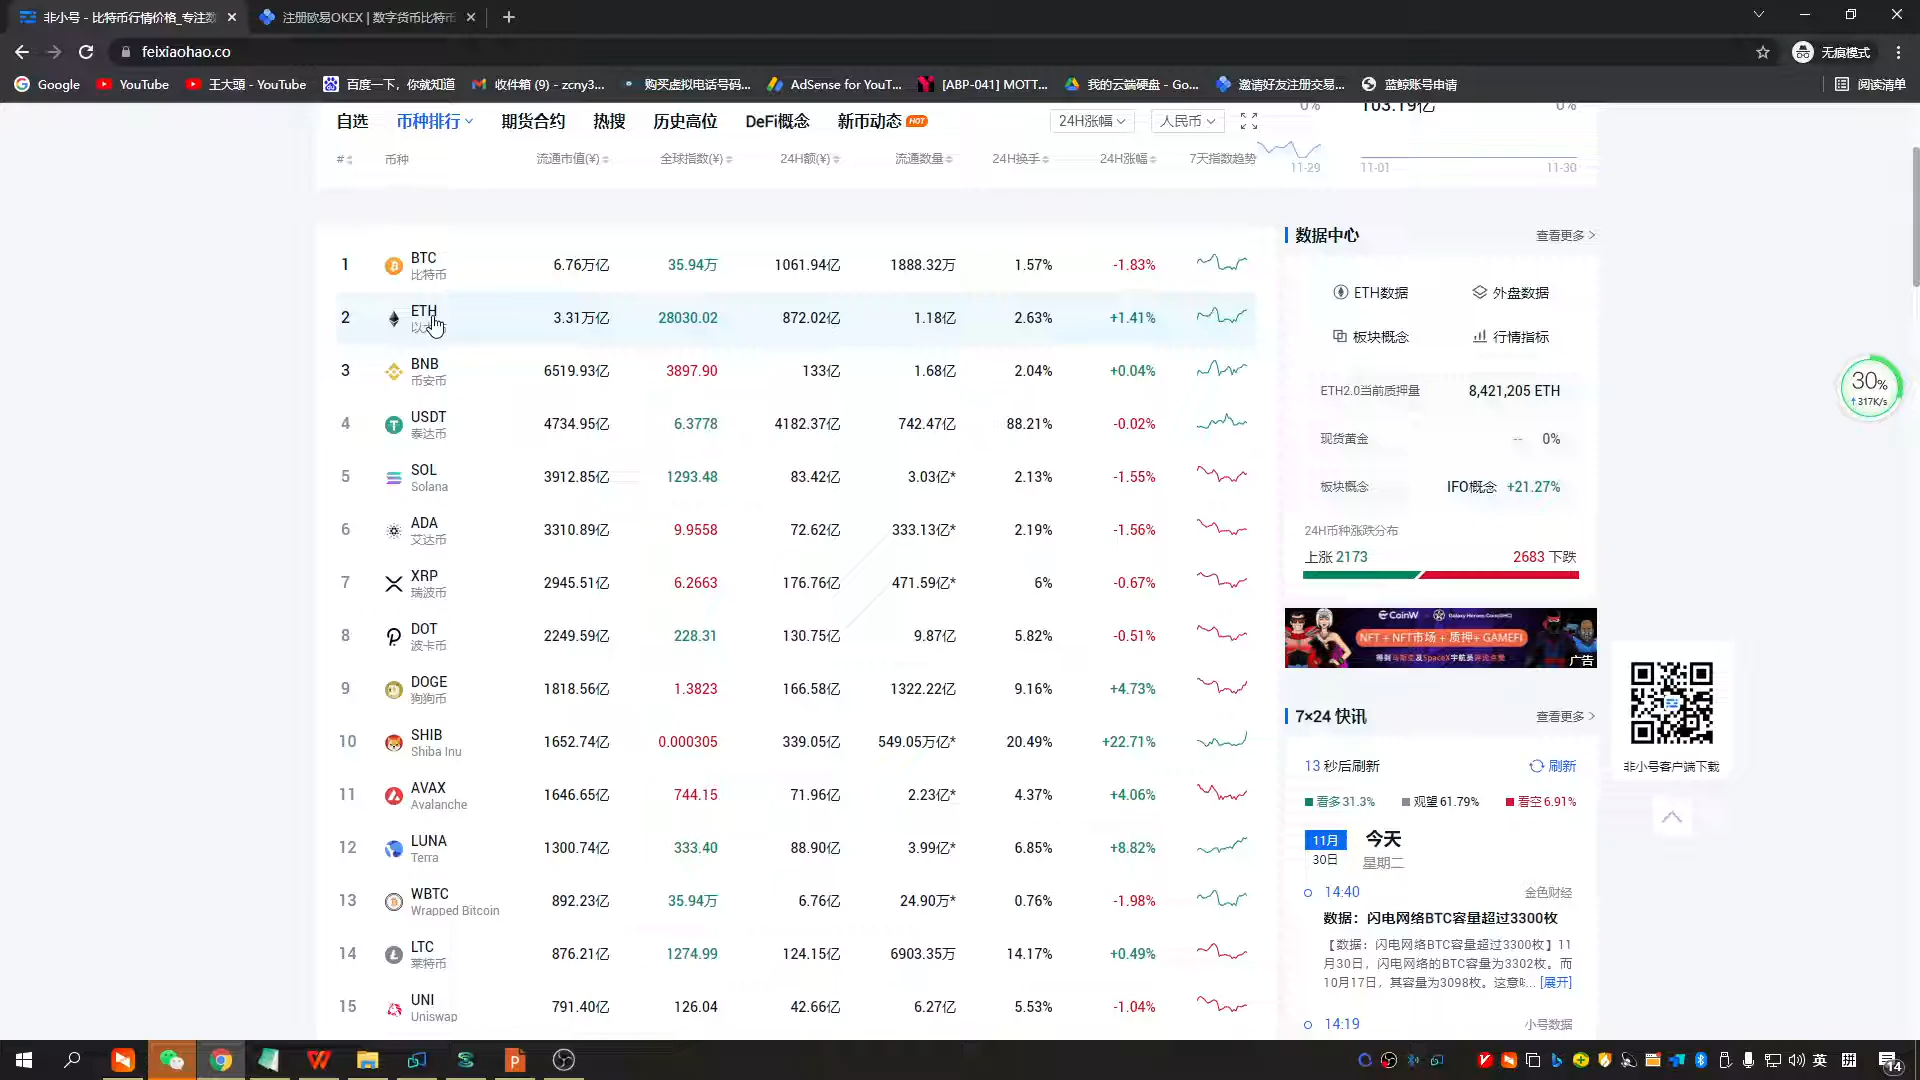 非小号 - 比特币行情价格_专注数
注册欧易OKEX | 数字货币比特币
feixiaohao.co
无痕模式
Google
YouTube
王大頭 - YouTube
百度一下，你就知道
收件箱 (9) - zcny3...
购买虚拟电话号码...
AdSense for YouT...
[ABP-041] MOTT...
我的云端硬盘 - Go...
邀请好友注册交易...
蓝鲸账号申请
阅读清单
自选 币种排行 期货合约 热搜 历史高位 DeFi概念 新币动态 HOT
24H涨幅 人民币
0% 103.19亿 0%
# 币种 流通市值(¥) 全球指数(¥) 24H额(¥) 流通数量 24H换手 24H涨幅 7天指数趋势
11-29 11-01 11-30
1 BTC 比特币 6.76万亿 35.94万 1061.94亿 1888.32万 1.57% -1.83%
2 ETH 3.31万亿 28030.02 872.02亿 1.18亿 2.63% +1.41%
3 BNB 币安币 6519.93亿 3897.90 133亿 1.68亿 2.04% +0.04%
4 USDT 泰达币 4734.95亿 6.3778 4182.37亿 742.47亿 88.21% -0.02%
5 SOL Solana 3912.85亿 1293.48 83.42亿 3.03亿* 2.13% -1.55%
6 ADA 艾达币 3310.89亿 9.9558 72.62亿 333.13亿* 2.19% -1.56%
7 XRP 瑞波币 2945.51亿 6.2663 176.76亿 471.59亿* 6% -0.67%
8 DOT 波卡币 2249.59亿 228.31 130.75亿 9.87亿 5.82% -0.51%
9 DOGE 狗狗币 1818.56亿 1.3823 166.58亿 1322.22亿 9.16% +4.73%
10 SHIB Shiba Inu 1652.74亿 0.000305 339.05亿 549.05万亿* 20.49% +22.71%
11 AVAX Avalanche 1646.65亿 744.15 71.96亿 2.23亿* 4.37% +4.06%
12 LUNA Terra 1300.74亿 333.40 88.90亿 3.99亿* 6.85% +8.82%
13 WBTC Wrapped Bitcoin 892.23亿 35.94万 6.76亿 24.90万* 0.76% -1.98%
14 LTC 莱特币 876.21亿 1274.99 124.15亿 6903.35万 14.17% +0.49%
15 UNI Uniswap 791.40亿 126.04 42.66亿 6.27亿 5.53% -1.04%
数据中心 查看更多 >
ETH数据 外盘数据
板块概念 行情指标
ETH2.0当前质押量 8,421,205 ETH
现货黄金 -- 0%
板块概念 IFO概念 +21.27%
24H币种涨跌分布
上涨 2173 2683 下跌
CoinW
NFT + NFT市场 + 质押+ GAMEFI
广告
7×24 快讯 查看更多 >
13 秒后刷新 刷新
看多31.3% 观望61.79% 看空6.91%
11月 30日 今天 星期二
14:40 金色财经
数据：闪电网络BTC容量超过3300枚
【数据：闪电网络BTC容量超过3300枚】11
月30日，闪电网络的BTC容量为3302枚。而
10月17日，其容量为3098枚。这意味... [展开]
14:19 小号数据
非小号客户端下载
30%
↑317K/s
英
14